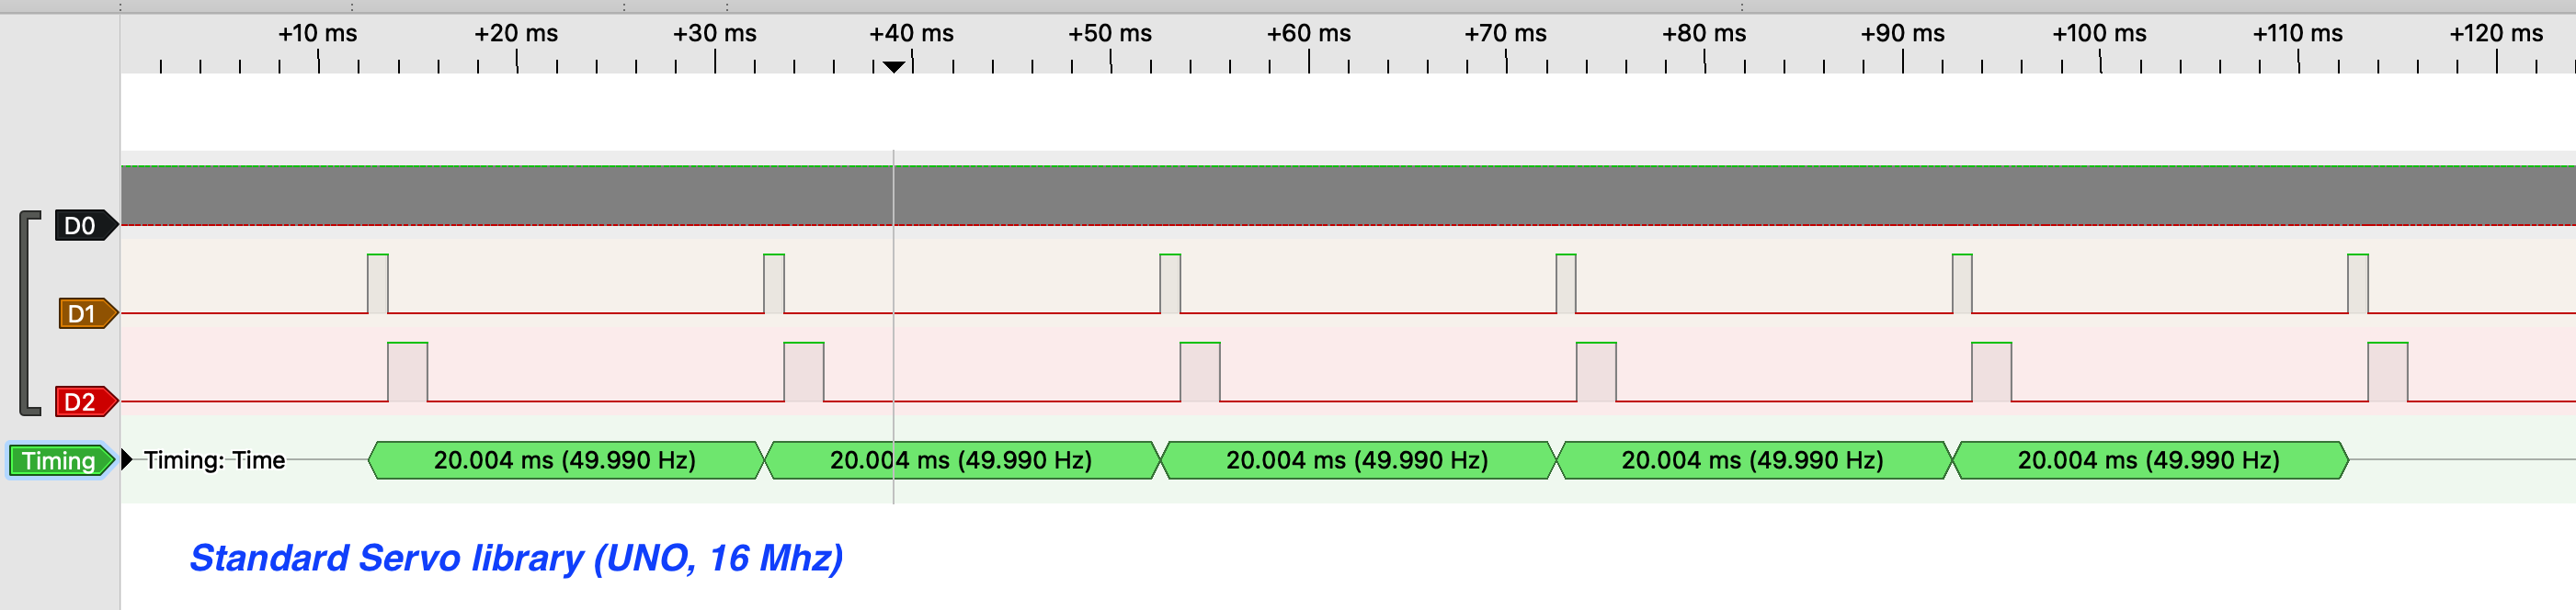 +10 ms +20 ms +30 ms +40 ms +50 ms +60 ms +70 ms +80 ms +90 ms +100 ms +110 ms +120 ms
D0
D1
D2
Timing Timing: Time 20.004 ms (49.990 Hz) 20.004 ms (49.990 Hz) 20.004 ms (49.990 Hz) 20.004 ms (49.990 Hz) 20.004 ms (49.990 Hz)
Standard Servo library (UNO, 16 Mhz)